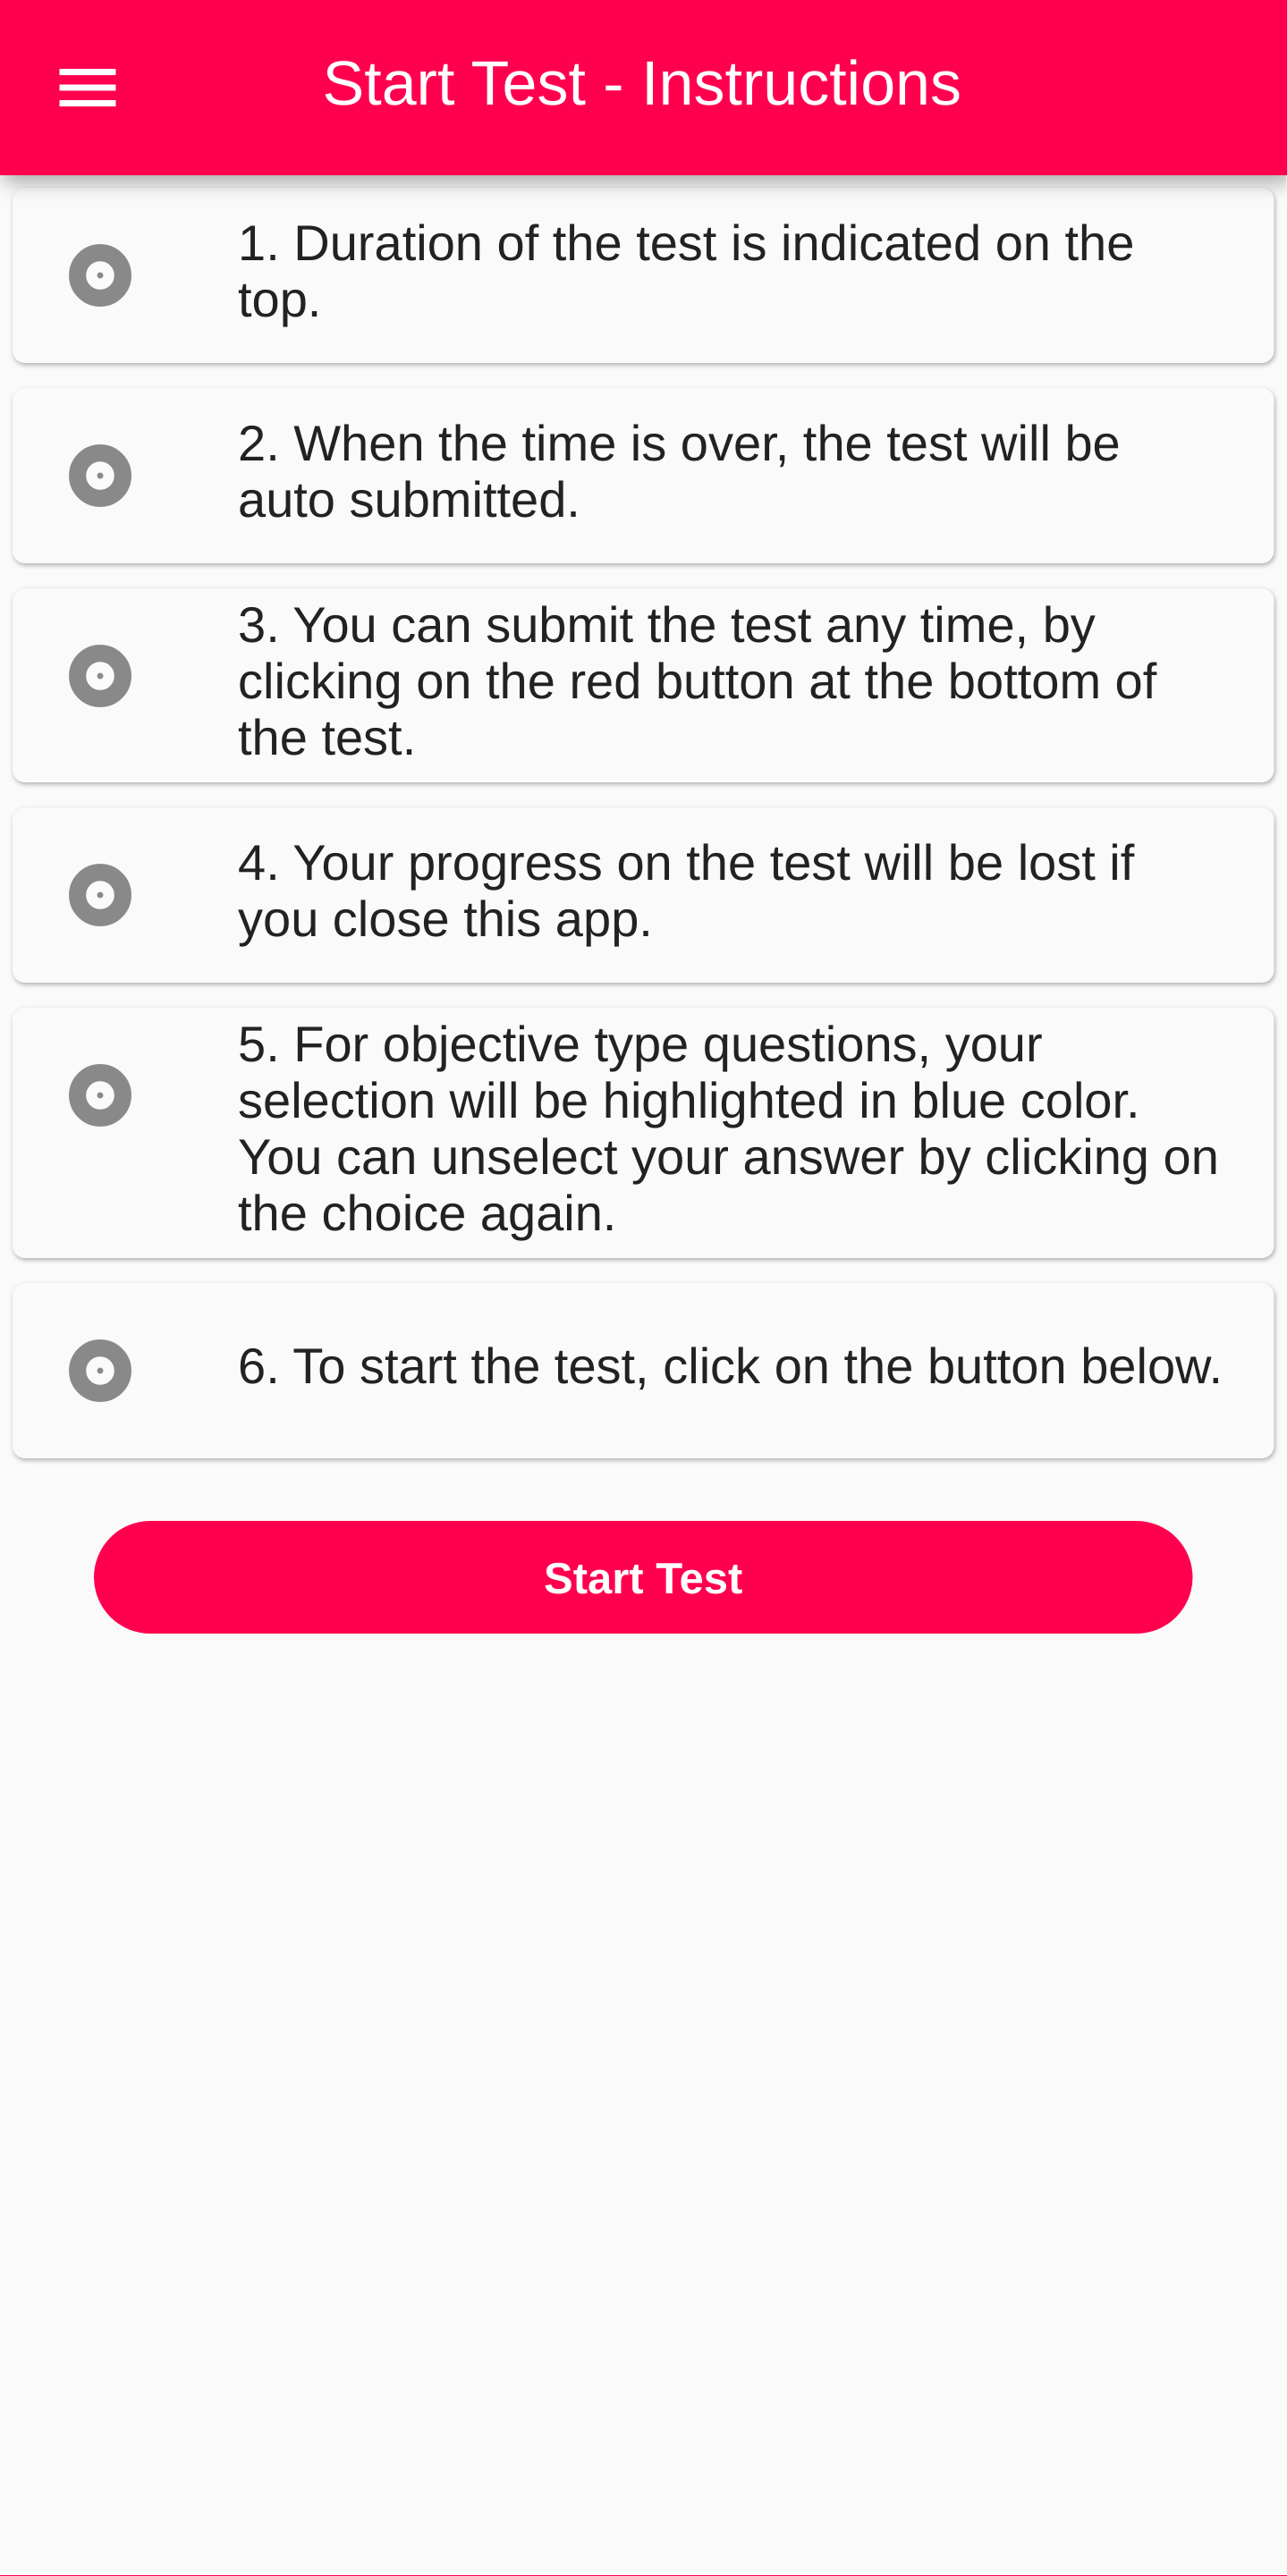 Start Test - Instructions
1. Duration of the test is indicated on the
top.
2. When the time is over, the test will be
auto submitted.
3. You can submit the test any time, by
clicking on the red button at the bottom of
the test.
4. Your progress on the test will be lost if
you close this app.
5. For objective type questions, your
selection will be highlighted in blue color.
You can unselect your answer by clicking on
the choice again.
6. To start the test, click on the button below.
Start Test